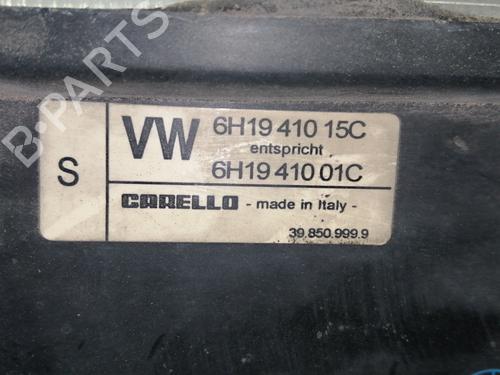 S
VW
6H19 410 15C
entspricht
6H19 410 01C
CARELLO - made in Italy -
39.850.999.9
B-PARTS